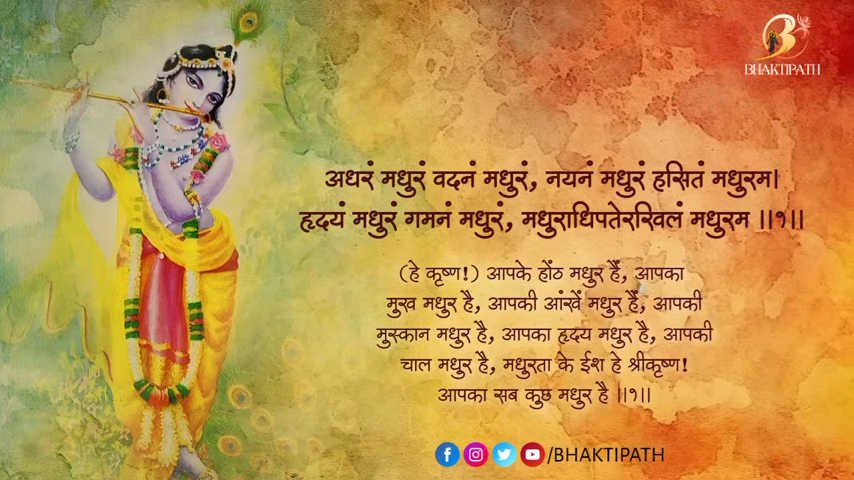 BHAKTIPATH
अधरं मधुरं वदनं मधुरं, नयनं मधुरं हसितं मधुरम।
हृदयं मधुरं गमनं मधुरं, मधुराधिपतेरखिलं मधुरम ।।१।।
(हे कृष्ण!) आपके होंठ मधुर हैं, आपका
मुख मधुर है, आपकी आंखें मधुर हैं, आपकी
मुस्कान मधुर है, आपका हृदय मधुर है, आपकी
चाल मधुर है, मधुरता के ईश हे श्रीकृष्ण!
आपका सब कुछ मधुर है ।।१।।
/BHAKTIPATH